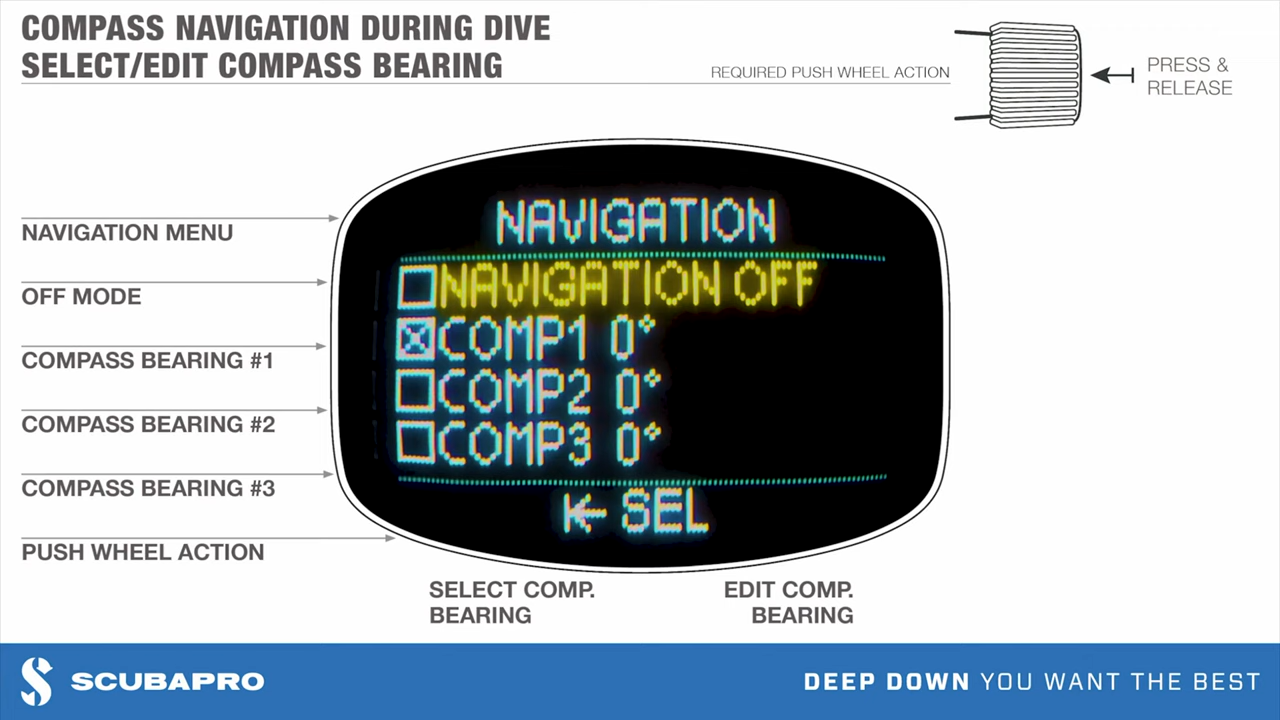 COMPASS NAVIGATION DURING DIVE
SELECT/EDIT COMPASS BEARING
REQUIRED PUSH WHEEL ACTION
PRESS &
RELEASE
NAVIGATION MENU
OFF MODE
COMPASS BEARING #1
COMPASS BEARING #2
COMPASS BEARING #3
PUSH WHEEL ACTION
NAVIGATION
NAVIGATION OFF
COMP1 0°
COMP2 0°
COMP3 0°
SEL
SELECT COMP.
BEARING
EDIT COMP.
BEARING
SCUBAPRO
DEEP DOWN YOU WANT THE BEST